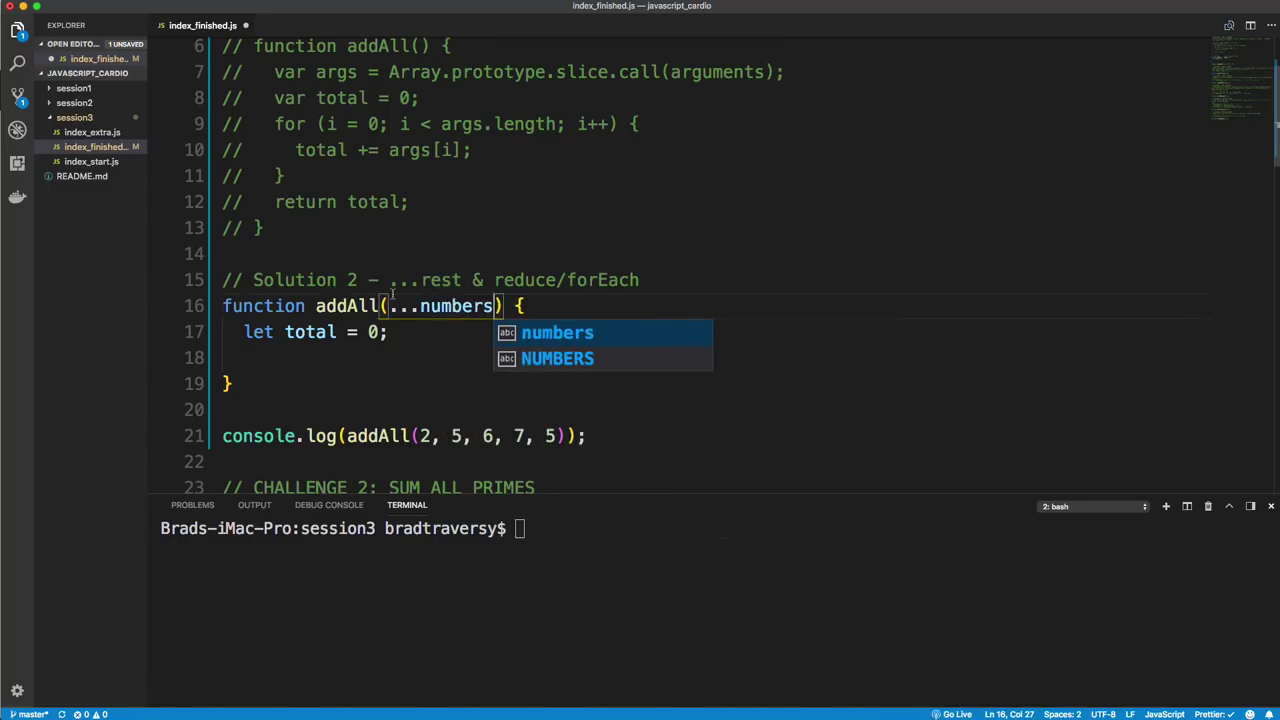 index_finished.js — javascript_cardio
EXPLORER
index_finished.js
OPEN EDITO... 1 UNSAVED
index_finishe...
JAVASCRIPT_CARDIO
session1
session2
session3
index_extra.js
index_finished...
index_start.js
README.md
6 // function addAll() {
7 //   var args = Array.prototype.slice.call(arguments);
8 //   var total = 0;
9 //   for (i = 0; i < args.length; i++) {
10 //     total += args[i];
11 //   }
12 //   return total;
13 // }
14
15 // Solution 2 - ...rest & reduce/forEach
16 function addAll(...numbers) {
17   let total = 0;
abc numbers
18
abc NUMBERS
19 }
20
21 console.log(addAll(2, 5, 6, 7, 5));
22
23 // CHALLENGE 2: SUM ALL PRIMES
PROBLEMS OUTPUT DEBUG CONSOLE TERMINAL 2: bash
Brads-iMac-Pro:session3 bradtraversy$
master* 0 0 Go Live Ln 16, Col 27 Spaces: 2 UTF-8 LF JavaScript Prettier: ✓